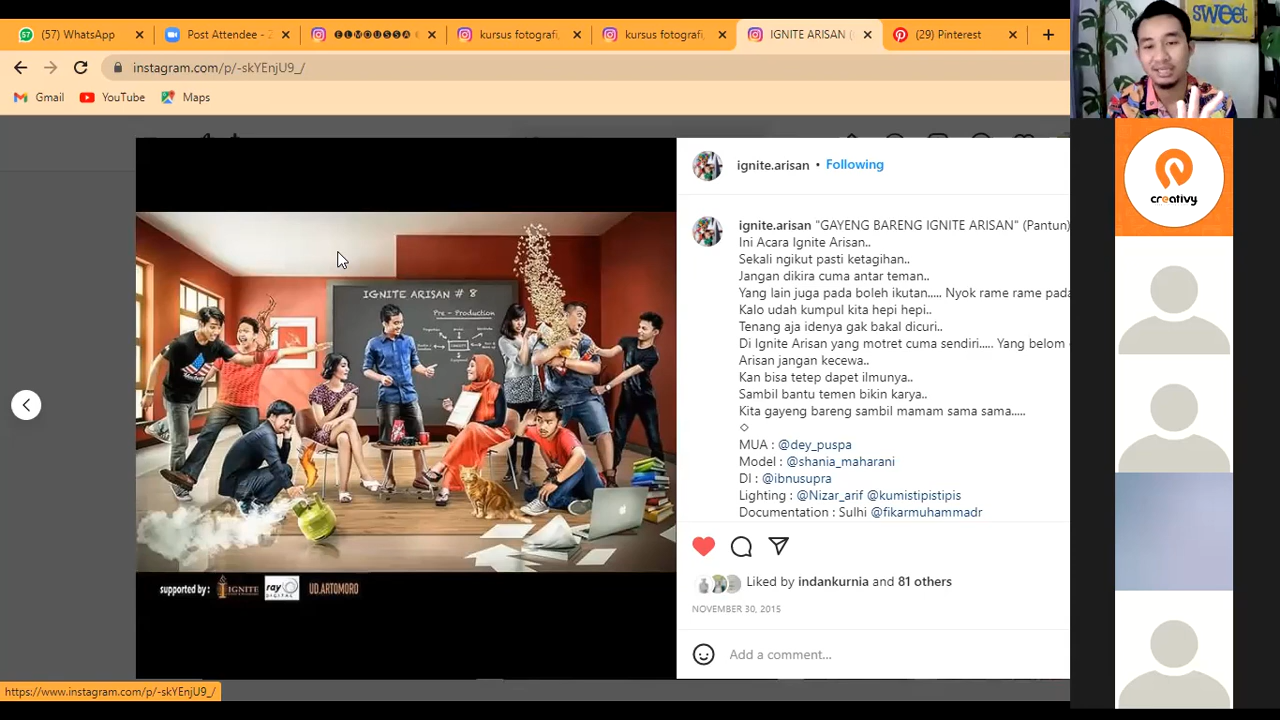 (57) WhatsApp
Post Attendee - Z
ⒺⓁⓂⓄⓊⓈⓈⒶ
kursus fotografi,
kursus fotografi,
IGNITE ARISAN (
(29) Pinterest
instagram.com/p/-skYEnjU9_/
Gmail
YouTube
Maps
sweet
creativy
ignite.arisan • Following
ignite.arisan "GAYENG BARENG IGNITE ARISAN" (Pantun)
Ini Acara Ignite Arisan..
Sekali ngikut pasti ketagihan..
Jangan dikira cuma antar teman..
Yang lain juga pada boleh ikutan..... Nyok rame rame pada
Kalo udah kumpul kita hepi hepi..
Tenang aja idenya gak bakal dicuri..
Di Ignite Arisan yang motret cuma sendiri..... Yang belom
Arisan jangan kecewa..
Kan bisa tetep dapet ilmunya..
Sambil bantu temen bikin karya..
Kita gayeng bareng sambil mamam sama sama.....
MUA : @dey_puspa
Model : @shania_maharani
DI : @ibnusupra
Lighting : @Nizar_arif @kumistipistipis
Documentation : Sulhi @fikarmuhammadr
IGNITE ARISAN # 8
Pre - Production
supported by :
IGNITE
ray
DIGITAL
UD.ARTOMORO
Liked by indankurnia and 81 others
NOVEMBER 30, 2015
Add a comment...
https://www.instagram.com/p/-skYEnjU9_/